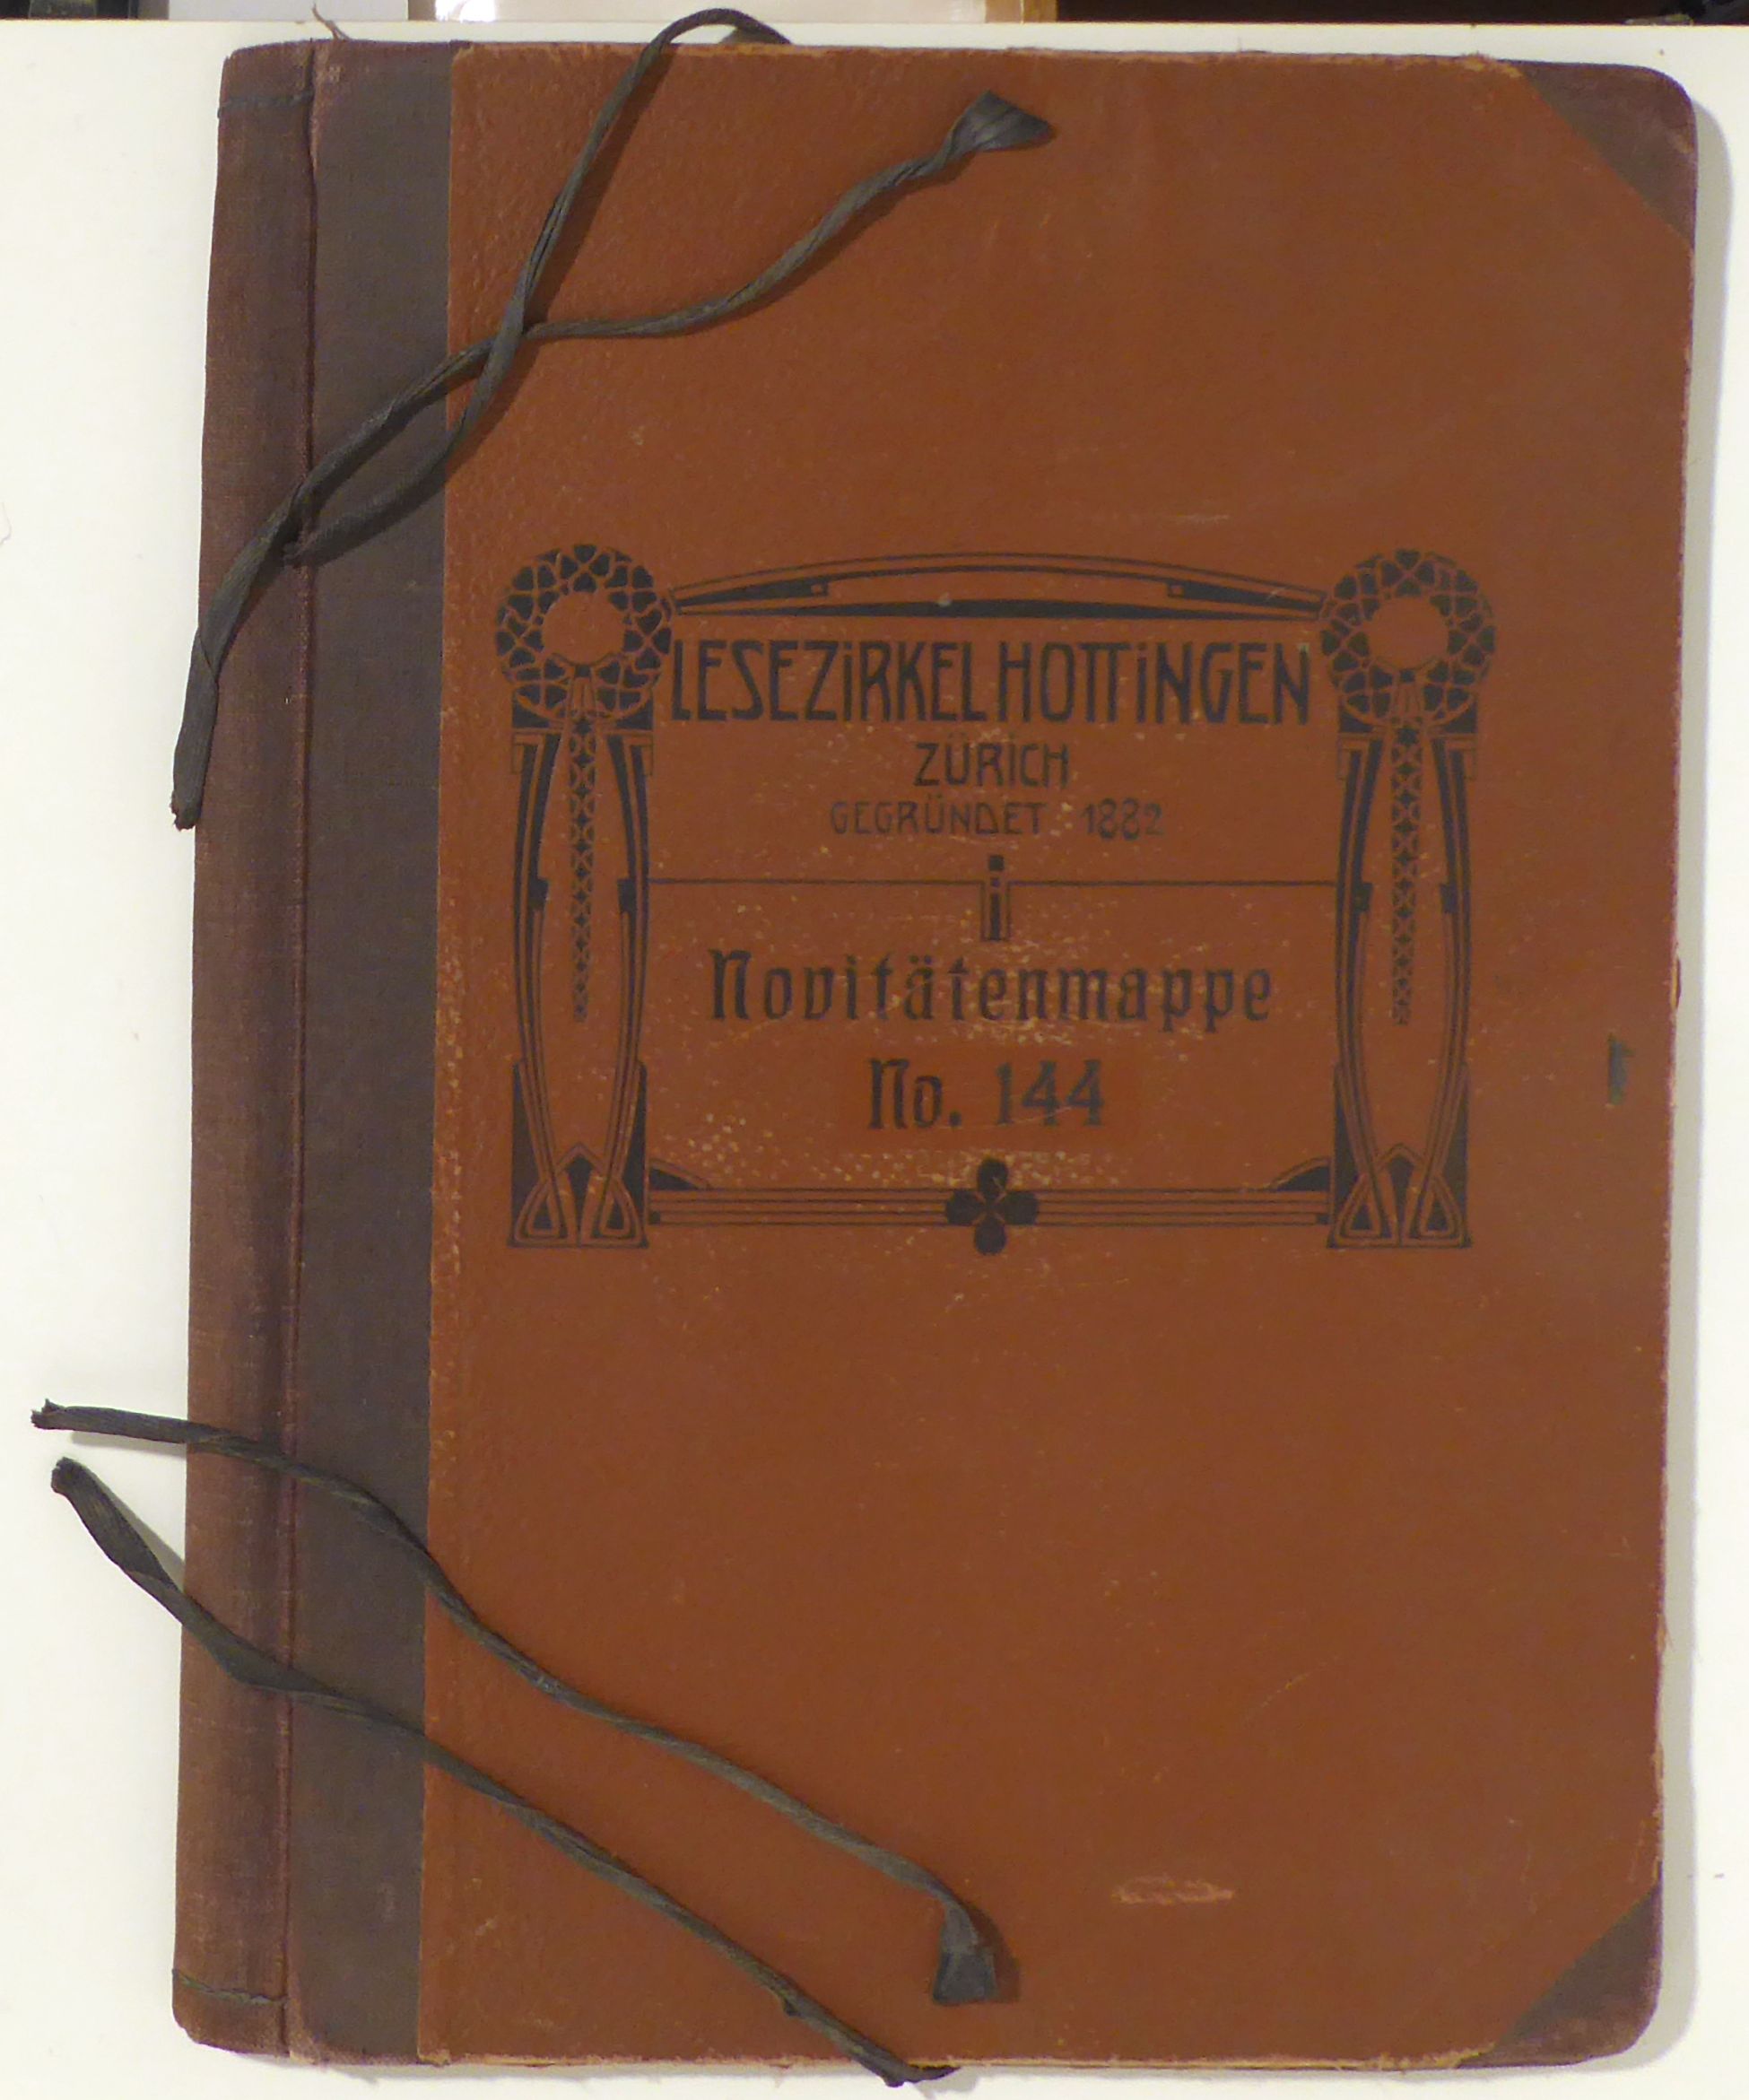 LESEZiRKEL HOTTiNGEN
ZÜRiCH
GEGRÜNDET 1882
Novitätenmappe
No. 144